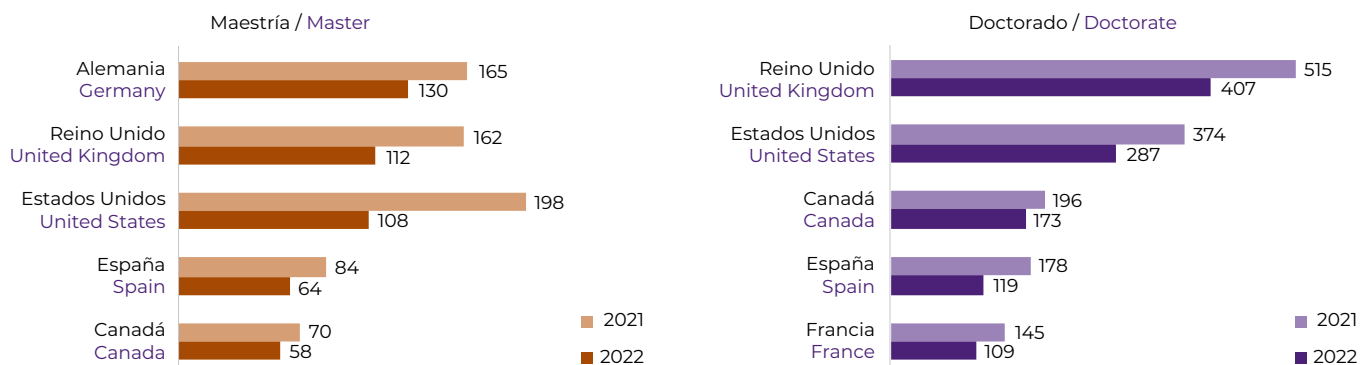 Maestría / Master
Alemania
Germany
165
130
Reino Unido
United Kingdom
162
112
Estados Unidos
United States
198
108
España
Spain
84
64
Canadá
Canada
70
58
2021
2022
Doctorado / Doctorate
Reino Unido
United Kingdom
515
407
Estados Unidos
United States
374
287
Canadá
Canada
196
173
España
Spain
178
119
Francia
France
145
109
2021
2022